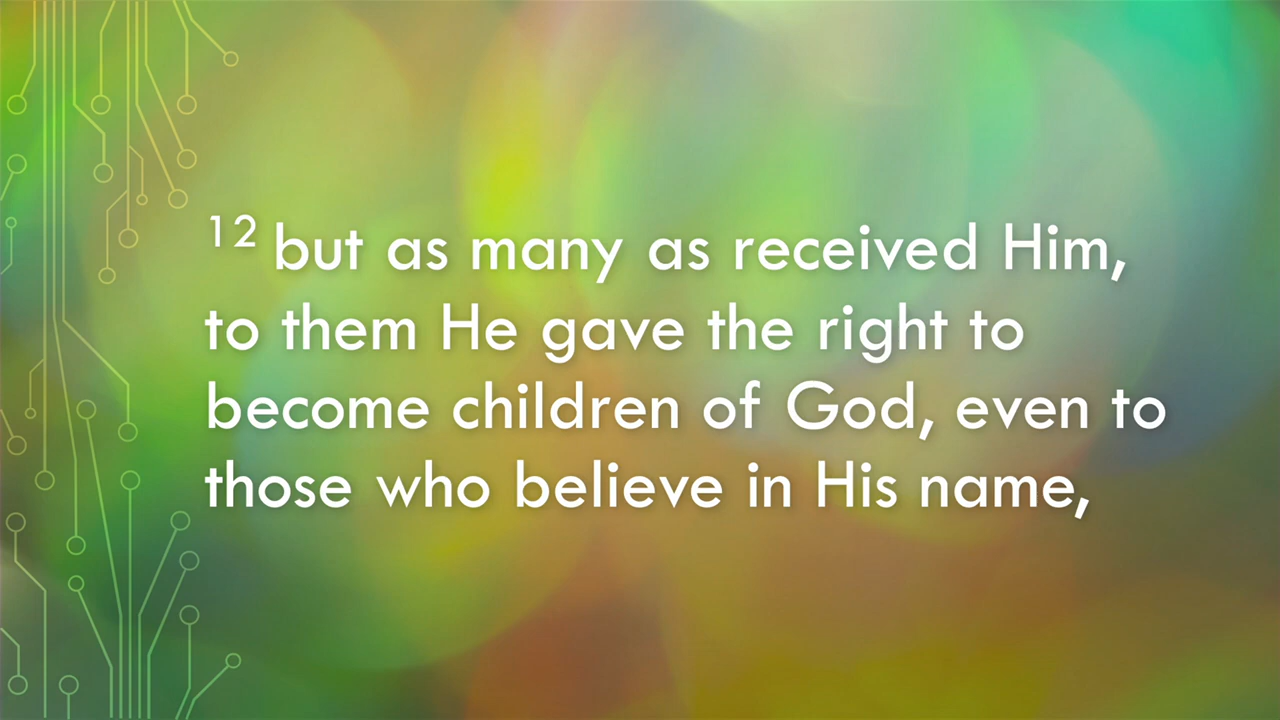 12 but as many as received Him,
to them He gave the right to
become children of God, even to
those who believe in His name,